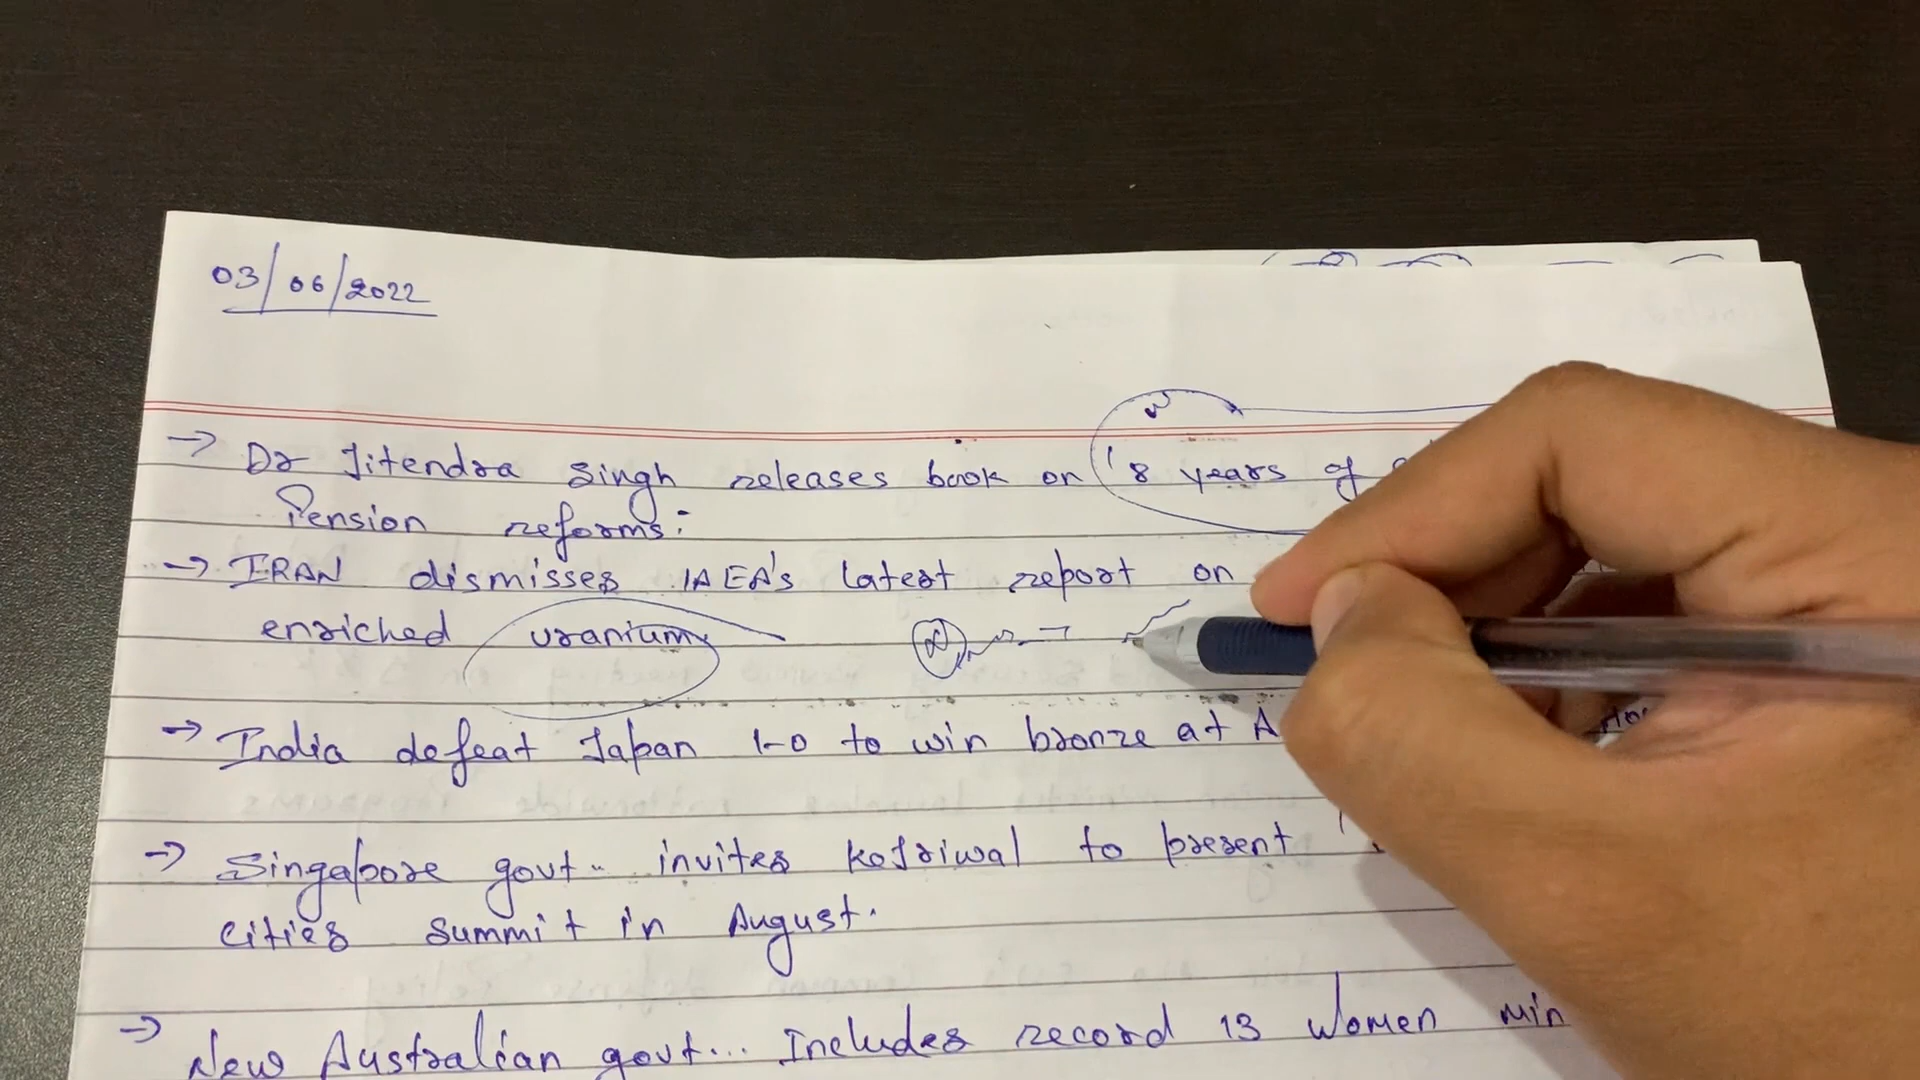 03/06/2022
→ Dr Jitendra Singh releases book on '8 years of
Pension reforms:
→ IRAN dismisses IAEA's latest report on
enriched uranium
→ India defeat Japan 1-0 to win bronze at A
→ Singapore govt.. invites kejriwal to present '
cities summit in August.
→ New Australian govt... Includes record 13 women min